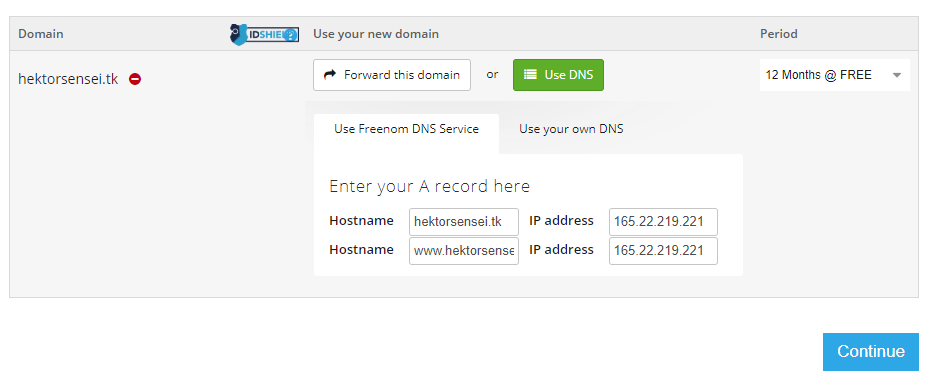 Domain IDSHIELD? Use your new domain Period
hektorsensei.tk Forward this domain or Use DNS 12 Months @ FREE
Use Freenom DNS Service Use your own DNS
Enter your A record here
Hostname hektorsensei.tk IP address 165.22.219.221
Hostname www.hektorsense IP address 165.22.219.221
Continue